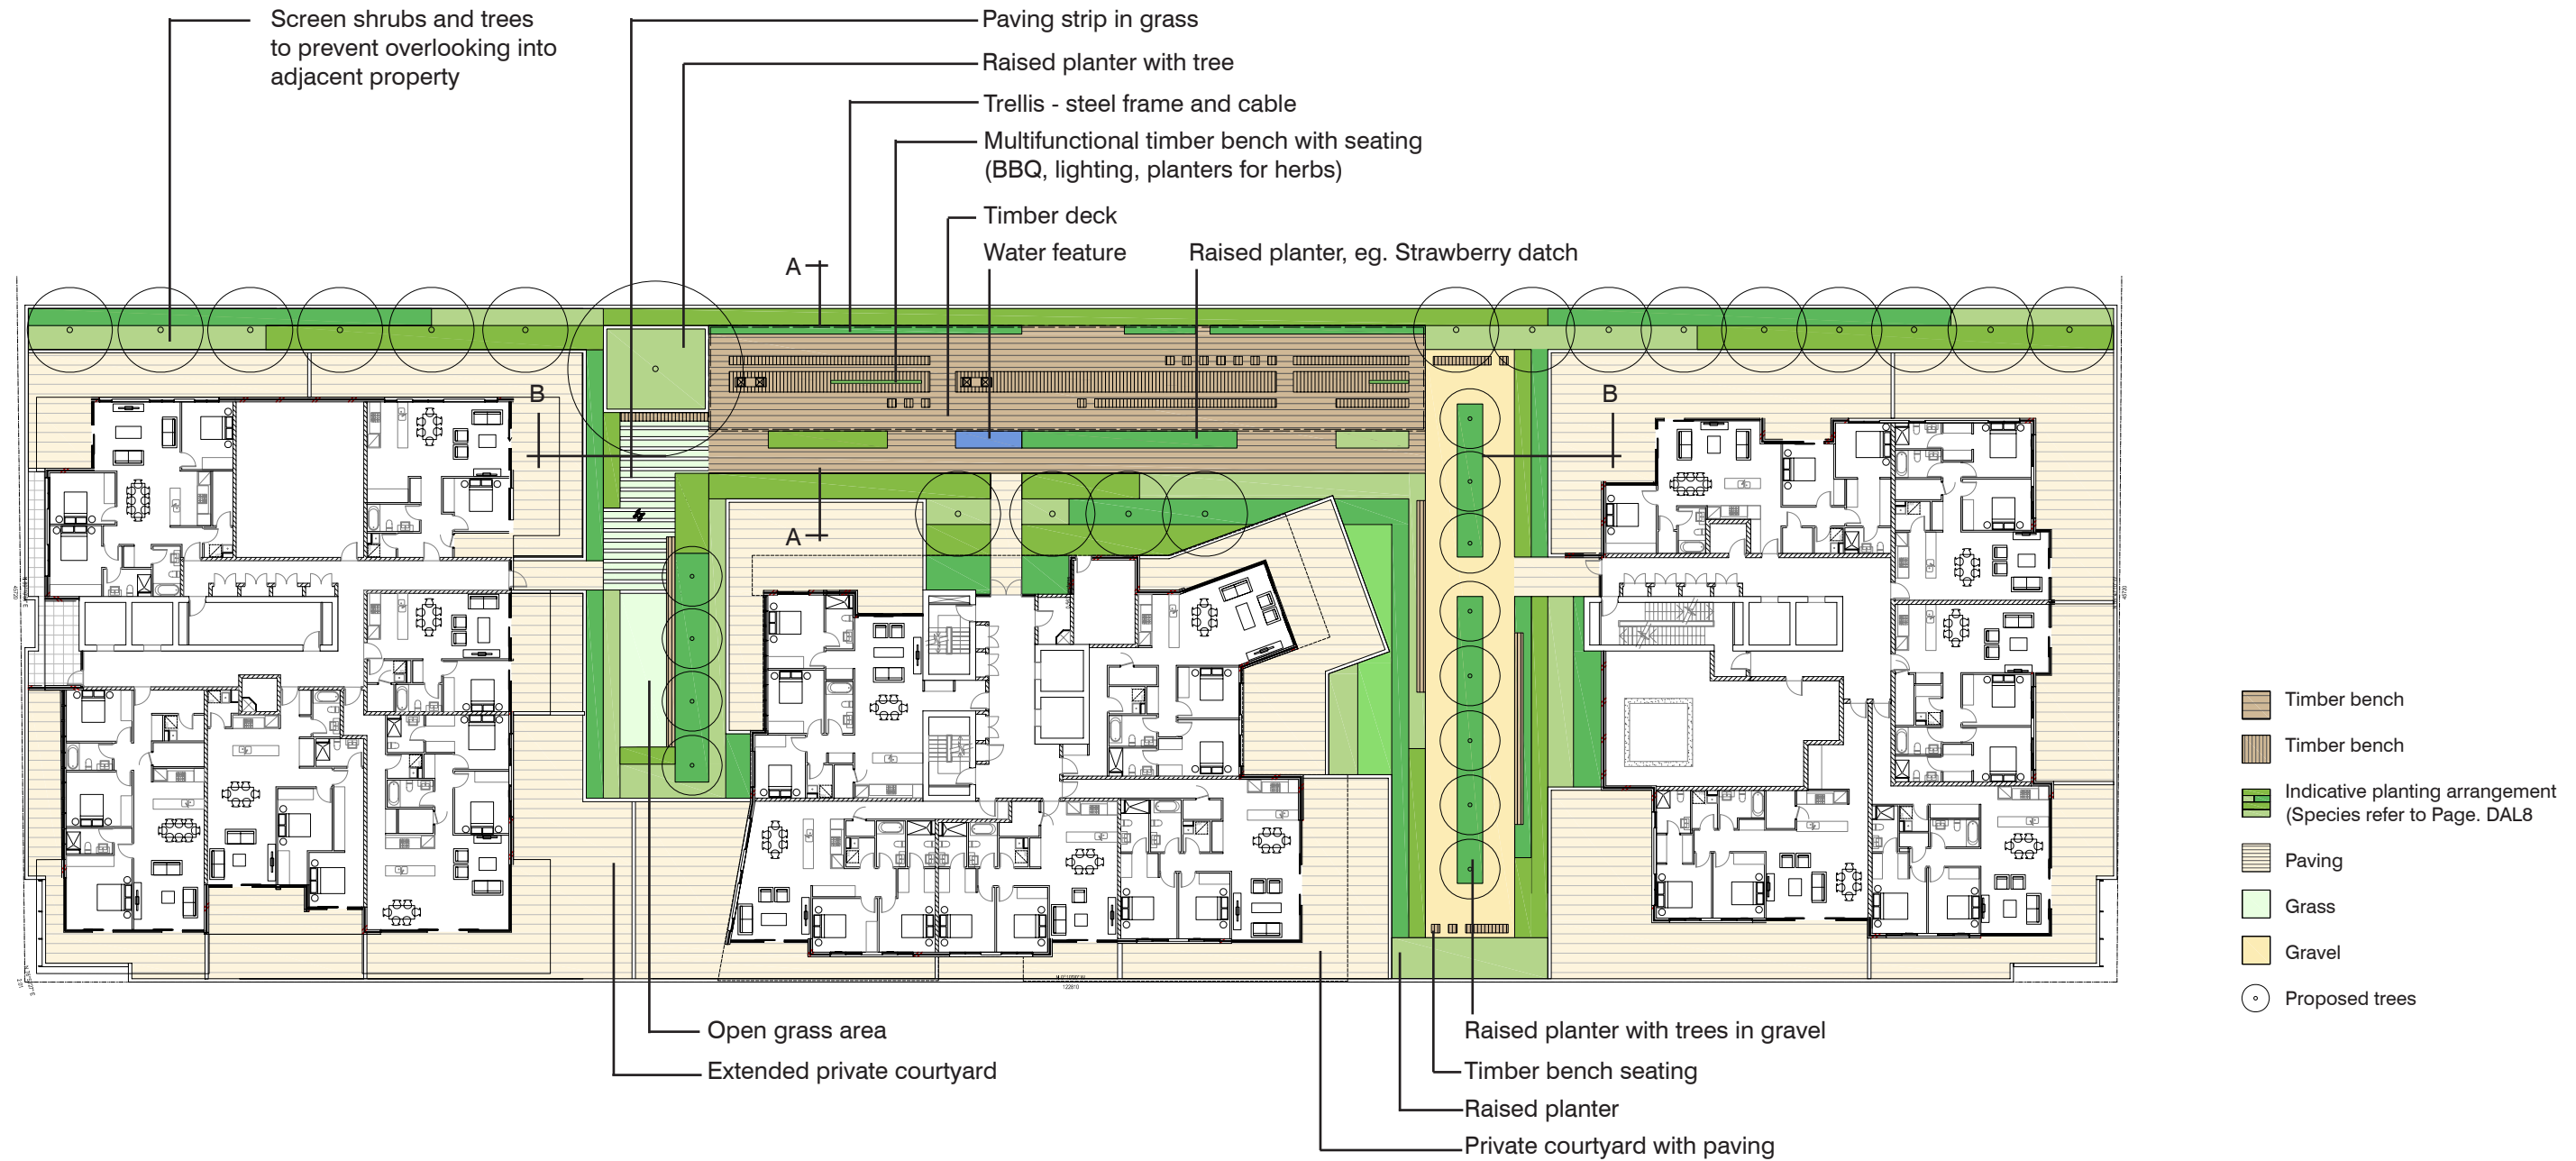 Screen shrubs and trees
to prevent overlooking into
adjacent property
Paving strip in grass
Raised planter with tree
Trellis - steel frame and cable
Multifunctional timber bench with seating
(BBQ, lighting, planters for herbs)
Timber deck
Water feature
Raised planter, eg. Strawberry datch
A
B
B
A
Timber bench
Timber bench
Indicative planting arrangement
(Species refer to Page. DAL8
Paving
Grass
Gravel
Proposed trees
122810
Open grass area
Extended private courtyard
Raised planter with trees in gravel
Timber bench seating
Raised planter
Private courtyard with paving